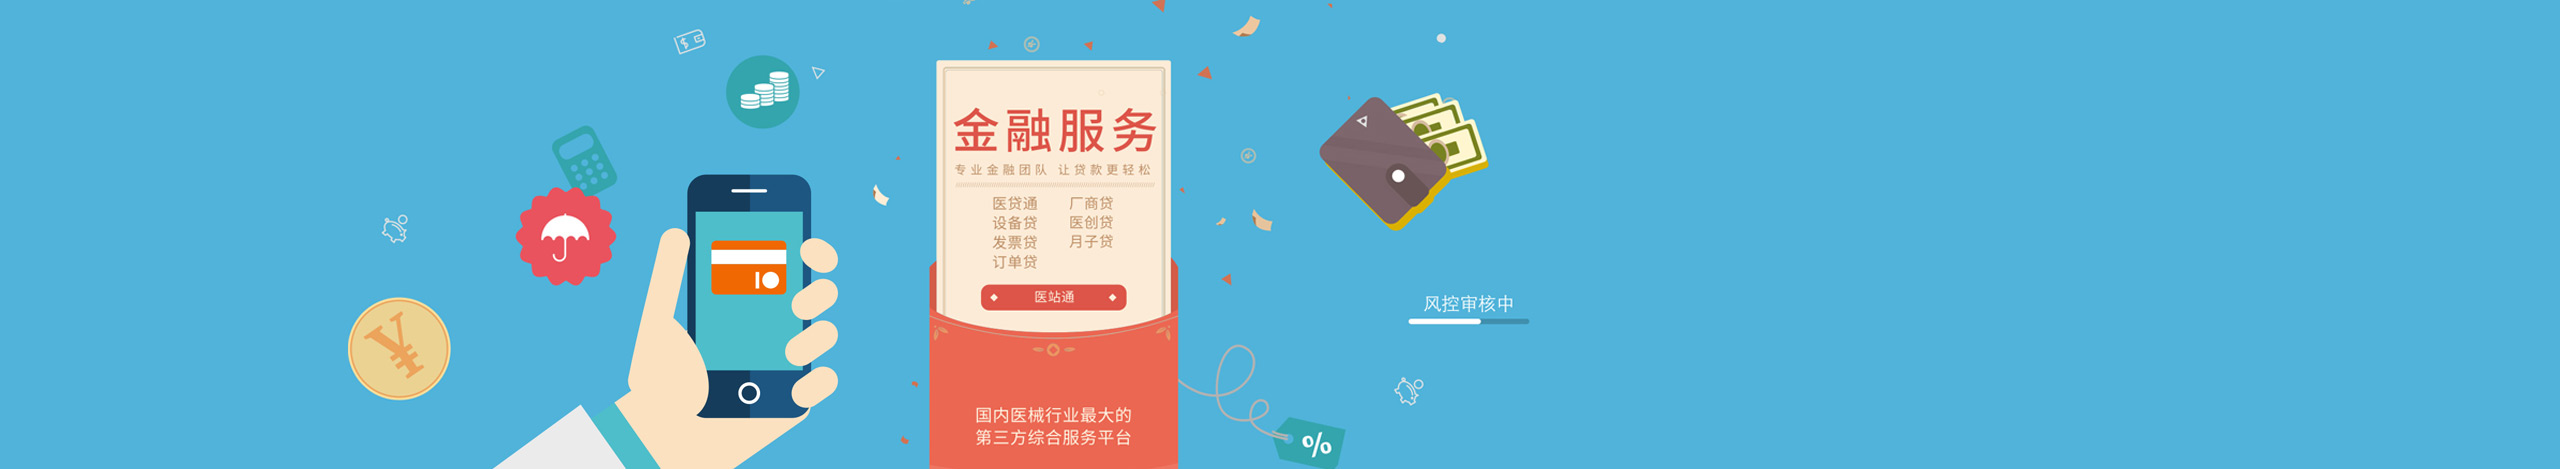 金融服务
专业金融团队 让贷款更轻松
医贷通 厂商贷
设备贷 医创贷
发票贷 月子贷
订单贷
医站通
国内医械行业最大的
第三方综合服务平台
风控审核中
%
¥